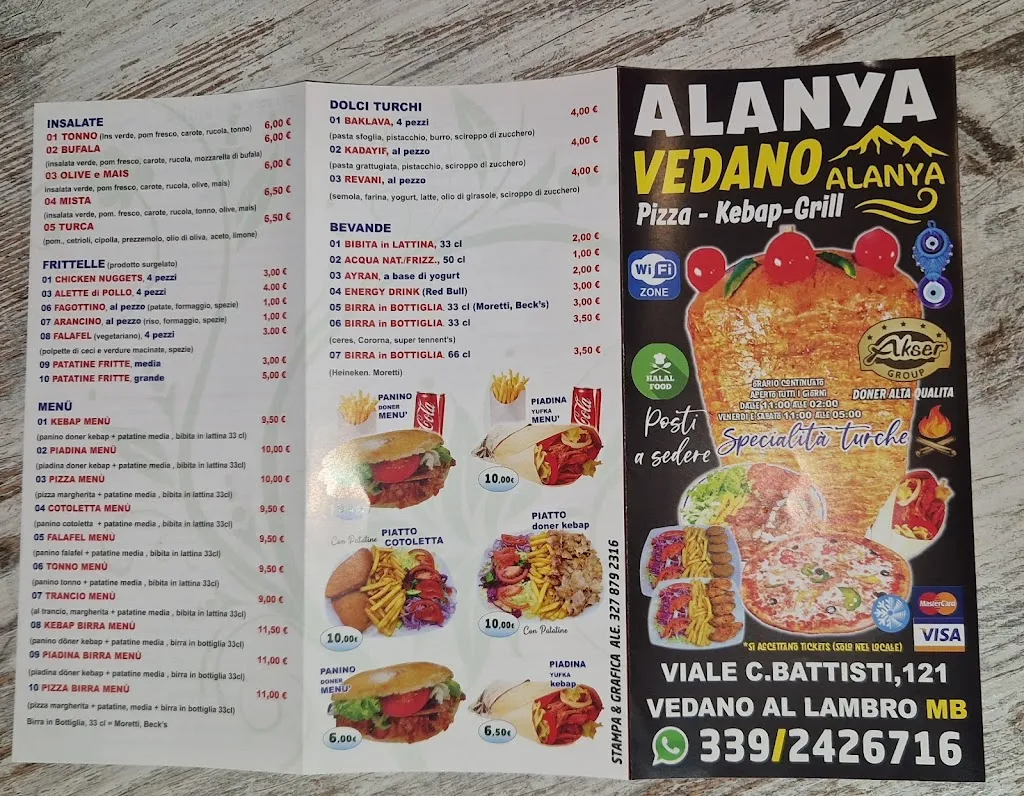 INSALATE
01 TONNO (ins verde, pom fresco, carote, rucola, tonno) 6,00 €
02 BUFALA 6,00 €
(insalata verde, pom fresco, carote, rucola, mozzarella di bufala)
03 OLIVE e MAIS 6,00 €
insalata verde, pom fresco, carote, rucola, olive, mais)
04 MISTA 6,50 €
(insalata verde, pom. fresco, carote, rucola, tonno, olive, mais)
05 TURCA 6,50 €
(pom., cetrioli, cipolla, prezzemolo, olio di oliva, aceto, limone)
FRITTELLE (prodotto surgelato)
01 CHICKEN NUGGETS, 4 pezzi 3,00 €
03 ALETTE di POLLO, 4 pezzi 4.00 €
06 FAGOTTINO, al pezzo (patate, formaggio, spezie) 1,00 €
07 ARANCINO, al pezzo (riso, formaggio, spezie) 1,00 €
08 FALAFEL (vegetariano), 4 pezzi 3.00 €
(polpette di ceci e verdure macinate, spezie)
09 PATATINE FRITTE, media 3,00 €
10 PATATINE FRITTE, grande 5,00 €
MENÜ
01 KEBAP MENÜ 9,50 €
(panino doner kebap + patatine media , bibita in lattina 33 cl)
02 PIADINA MENÜ 10,00 €
(piadina doner kebap + patatine media , bibita in lattina 33cl)
03 PIZZA MENÜ 10,00 €
(pizza margherita + patatine media , bibita in lattina 33cl)
04 COTOLETTA MENÜ 9,50 €
(panino cotoletta + patatine media , bibita in lattina 33cl)
05 FALAFEL MENÜ 9,50 €
(panino falafel + patatine media , bibita in lattina 33cl)
06 TONNO MENÜ 9,50 €
(panino tonno + patatine media , bibita in lattina 33cl)
07 TRANCIO MENÜ 9,00 €
(al trancio, margherita + patatine media , bibita in lattina 33cl)
08 KEBAP BIRRA MENÜ 11,50 €
(panino döner kebap + patatine media , birra in bottiglia 33cl)
09 PIADINA BIRRA MENÜ 11,00 €
(piadina döner kebap + patatine media , birra in bottiglia 33cl)
10 PIZZA BIRRA MENÜ 11,00 €
(pizza margherita + patatine, media + birra in bottiglia 33cl)
Birra in Bottiglia, 33 cl = Moretti, Beck's
DOLCI TURCHI
01 BAKLAVA, 4 pezzi 4,00 €
(pasta sfoglia, pistacchio, burro, sciroppo di zucchero)
02 KADAYIF, al pezzo 4,00 €
(pasta grattugiata, pistacchio, sciroppo di zucchero)
03 REVANI, al pezzo 4,00 €
(semola, farina, yogurt, latte, olio di girasole, sciroppo di zucchero)
BEVANDE
01 BIBITA in LATTINA, 33 cl 2,00 €
02 ACQUA NAT./FRIZZ., 50 cl 1,00 €
03 AYRAN, a base di yogurt 2,00 €
04 ENERGY DRINK (Red Bull) 3,00 €
05 BIRRA in BOTTIGLIA, 33 cl (Moretti, Beck's) 3,00 €
06 BIRRA in BOTTIGLIA. 33 cl 3,50 €
(ceres, Cororna, super tennent's)
07 BIRRA in BOTTIGLIA. 66 cl 3,50 €
(Heineken. Moretti)
PANINO
DONER
MENU'
Cola
PIADINA
YUFKA
MENU'
Cola
10,00€
PIATTO
COTOLETTA
Con Patatine
10,00€
PIATTO
doner kebap
10,00€
Con Patatine
PANINO
DONER
MENU'
6,00€
PIADINA
YUFKA
kebap
6,50€
STAMPA & GRAFICA ALE. 327 879 2316
ALANYA
VEDANO
ALANYA
Pizza - Kebap-Grill
Wi Fi
ZONE
Akser
GROUP
HALAL
FOOD
DONER ALTA QUALITA
ORARIO CONTINUATO
APERTO TUTTI I GIORNI
DALLE 11:00 ALLE 02:00
VENERDI E SABATO 11:00 ALLE 05:00
Posti
a sedere
Specialità turche
MasterCard
VISA
*SI ACCETTANO TICKETS (SOLO NEL LOCALE)
VIALE C.BATTISTI,121
VEDANO AL LAMBRO MB
339/2426716